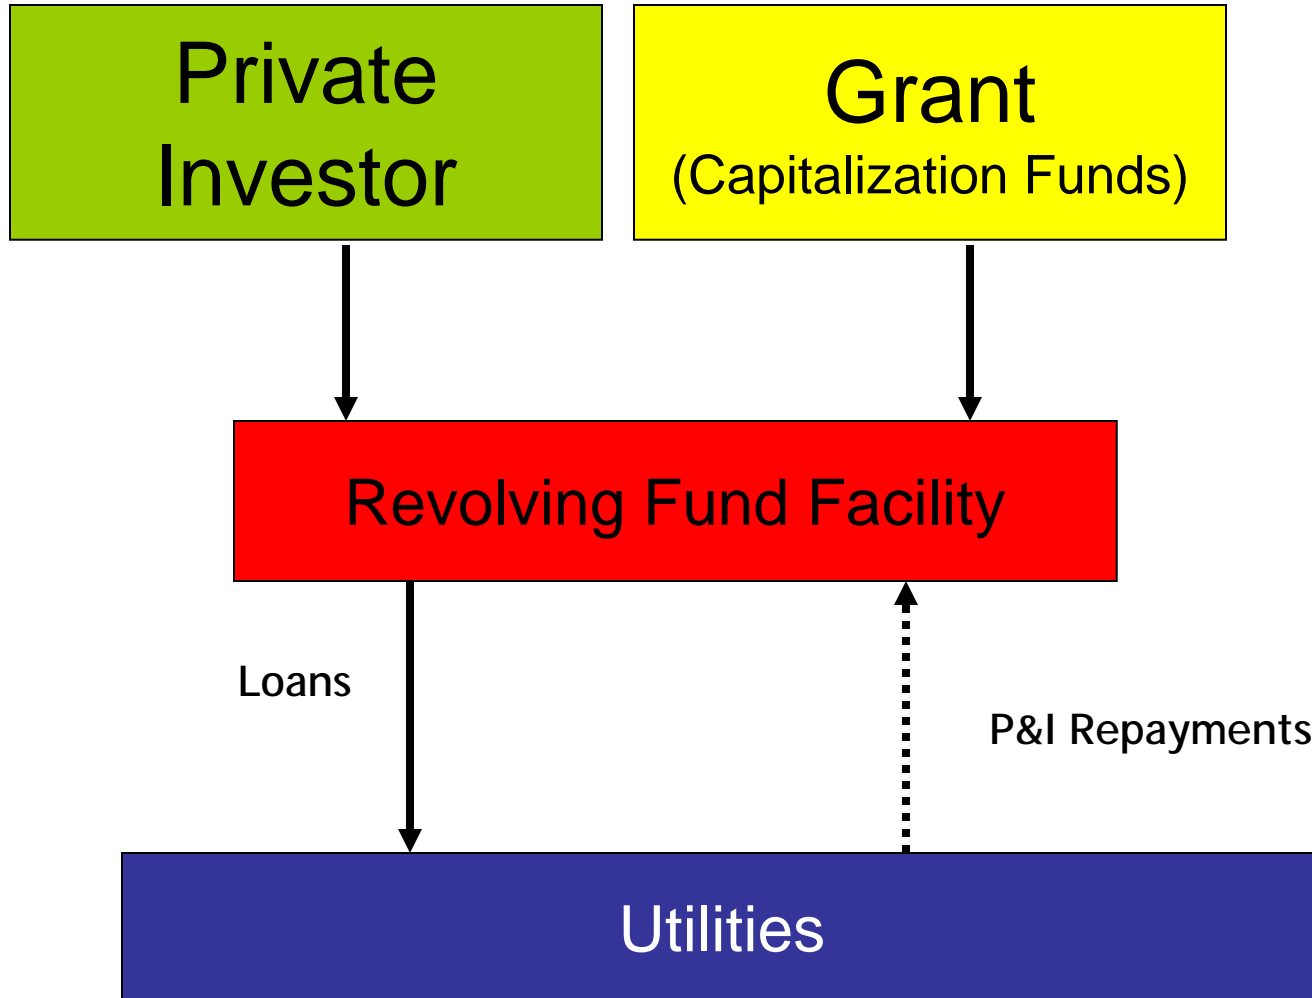 Private
Investor
Grant
(Capitalization Funds)
Revolving Fund Facility
Loans
P&I Repayments
Utilities